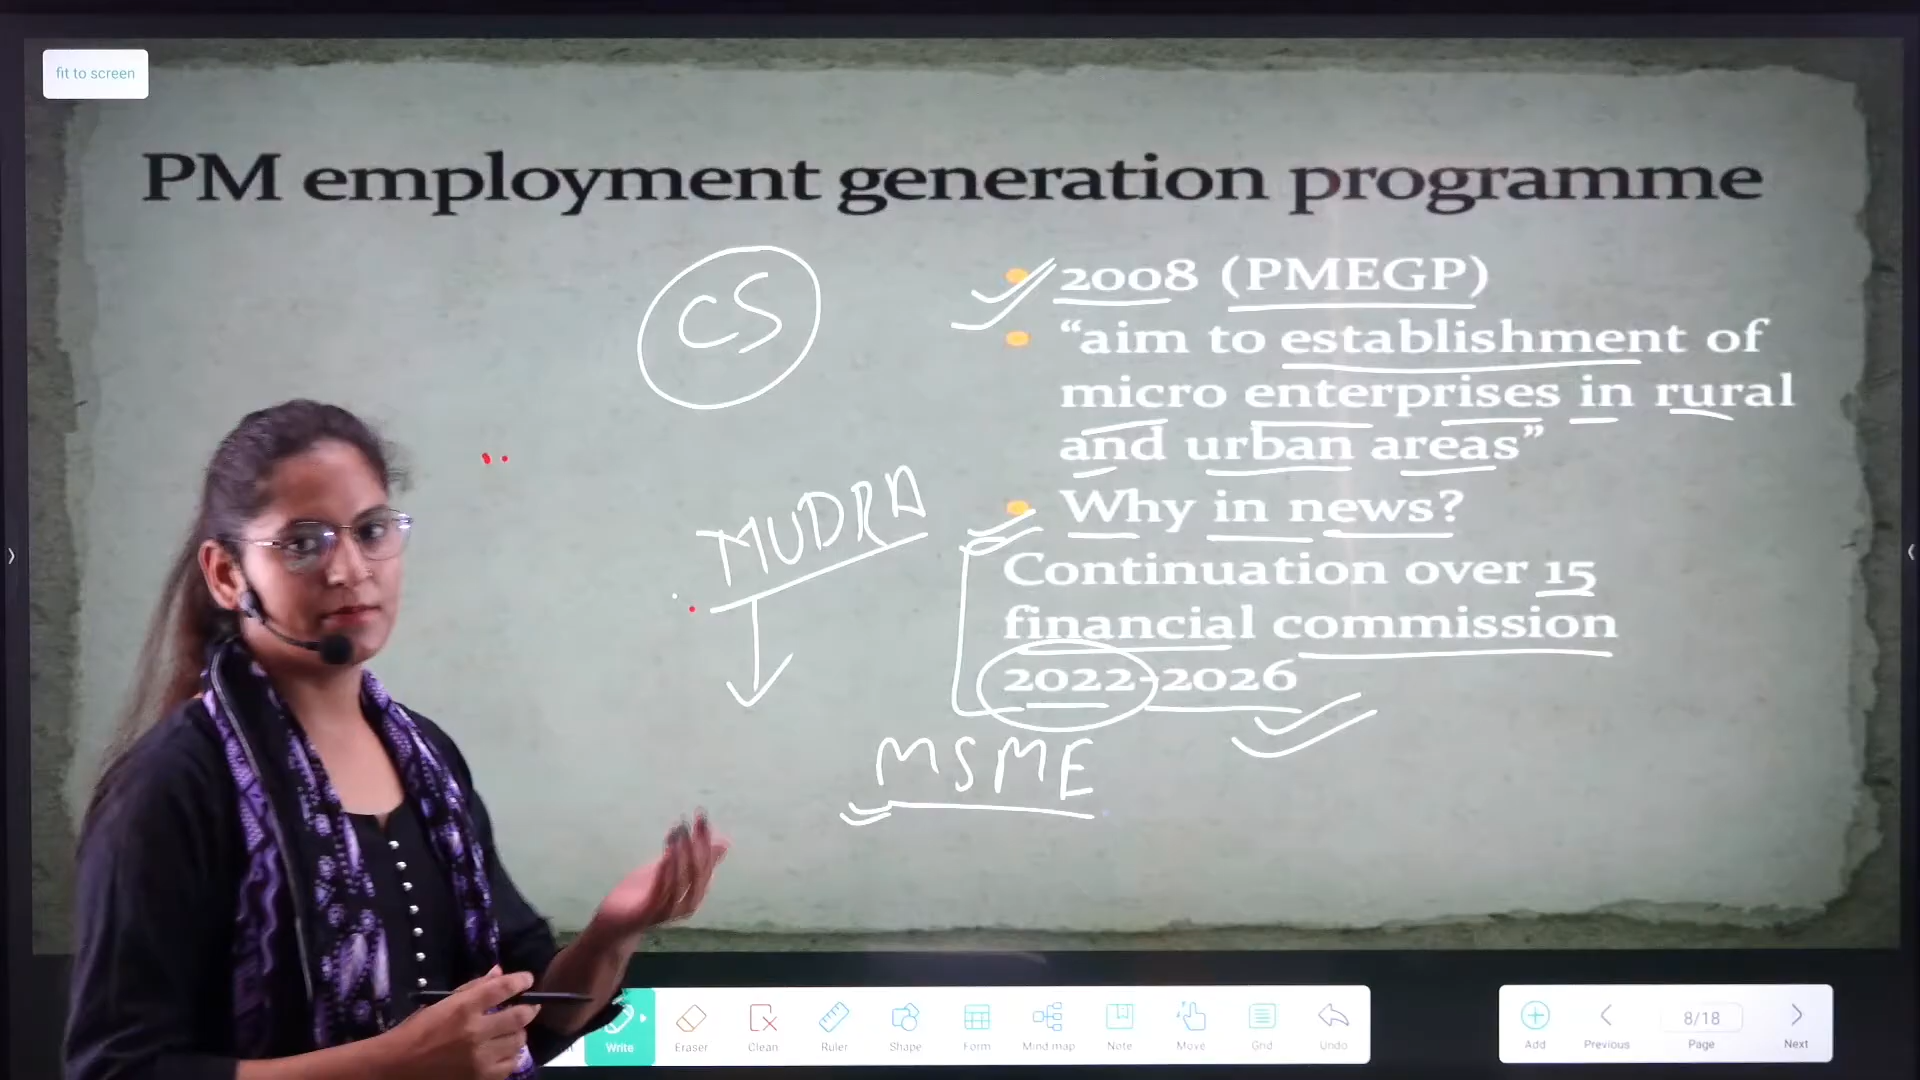 fit to screen
PM employment generation programme
CS
2008 (PMEGP)
“aim to establishment of
micro enterprises in rural
and urban areas”
MUDRA
Why in news?
Continuation over 15
financial commission
2022-2026
MSME
Write
Eraser
Clean
Ruler
Shape
Form
Mind map
Note
Move
Grid
Undo
Add
Previous
8/18
Page
Next